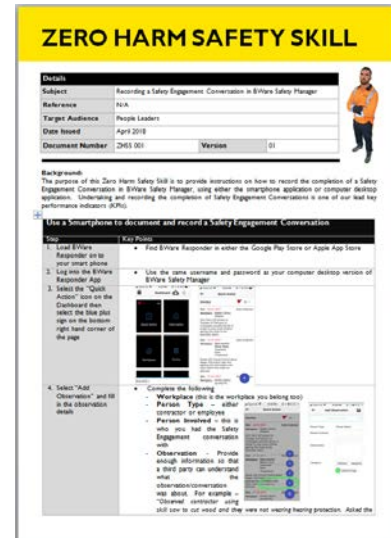 ZERO HARM SAFETY SKILL
Details
Subject Recording a Safety Engagement Conversation in BWare Safety Manager
Reference N/A
Target Audience People Leaders
Date Issued April 2018
Document Number ZHSS 001 Version 01
Background:
The purpose of this Zero Harm Safety Skill is to provide instructions on how to record the completion of a Safety
Engagement Conversation in BWare Safety Manager, using either the smartphone application or computer desktop
application. Undertaking and recording the completion of Safety Engagement Conversations is one of our lead key
performance indicators (KPIs).
Use a Smartphone to document and record a Safety Engagement Conversation
Step Key Points
1. Load BWare Responder on to your smart phone
• Find BWare Responder in either the Google Play Store or Apple App Store
2. Log into the BWare Responder App
• Use the same username and password as your computer desktop version of
BWare Safety Manager
3. Select the "Quick
Action" icon on the
Dashboard then
select the blue plus
sign on the bottom
right hand corner of
the page
4. Select "Add
Observation" and fill
in the observation
details
• Complete the following
- Workplace (this is the workplace you belong too)
- Person Type – either
contractor or employee
- Person Involved – this is
who you had the Safety
Engagement conversation
with
- Observation - Provide
enough information so that
a third party can understand
what the
observation/conversation
was about. For example –
"Observed contractor using
skill saw to cut wood and they were not wearing hearing protection. Asked the